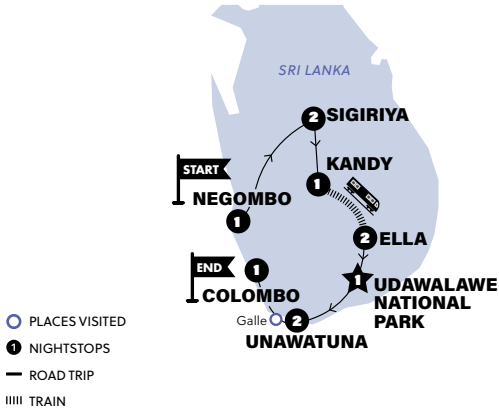 SRI LANKA
2 SIGIRIYA
KANDY
1
START
NEGOMBO
1
2 ELLA
END
1
COLOMBO
1 UDAWALAWE
NATIONAL
PARK
Galle
2
UNAWATUNA
PLACES VISITED
1 NIGHTSTOPS
ROAD TRIP
TRAIN